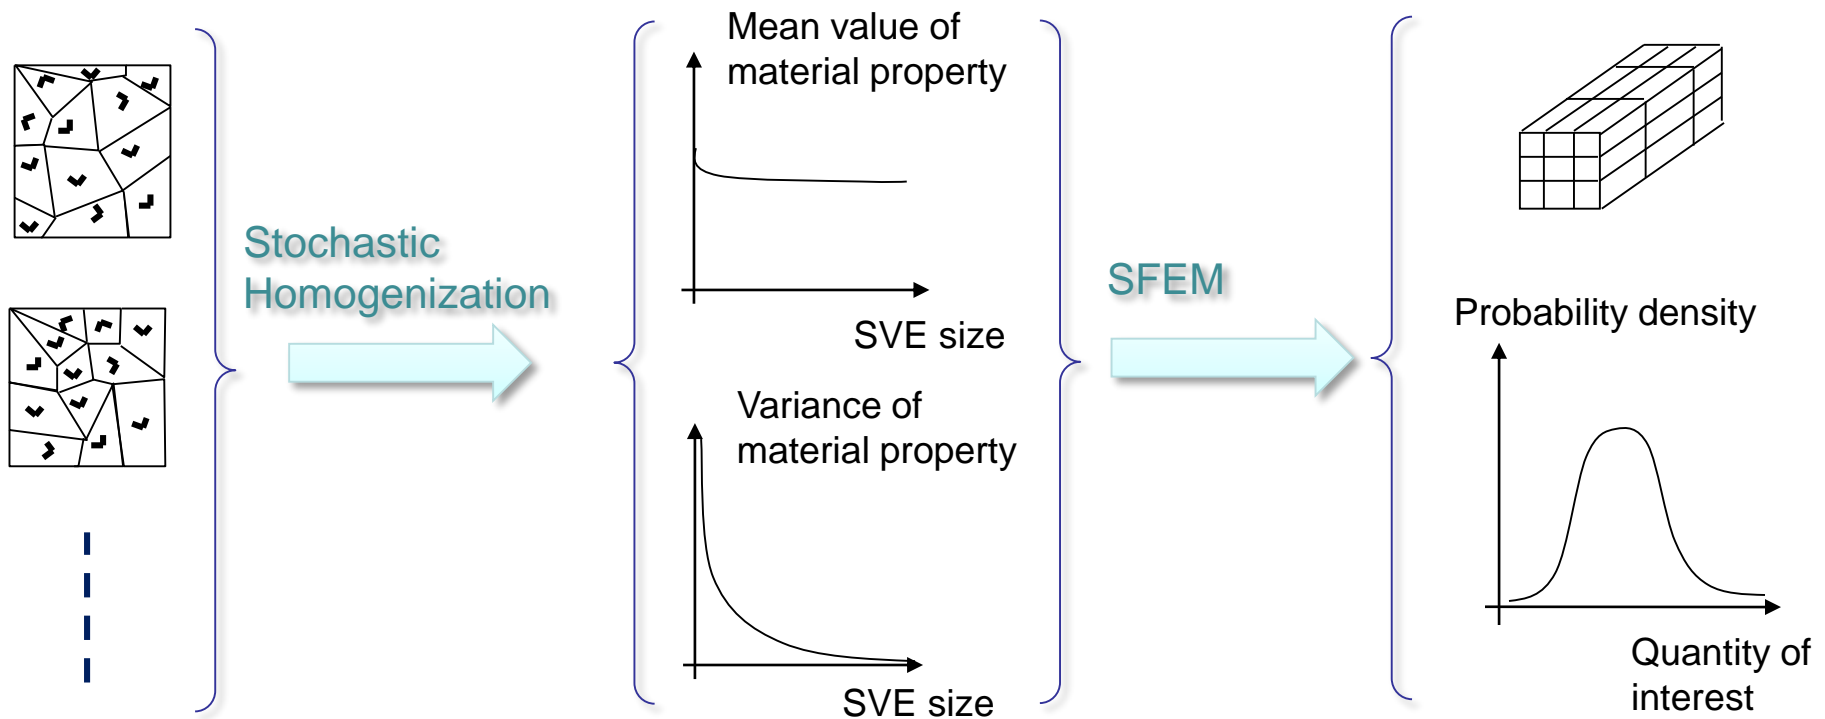 Stochastic
Homogenization
Mean value of
material property
SVE size
Variance of
material property
SVE size
SFEM
Probability density
Quantity of
interest